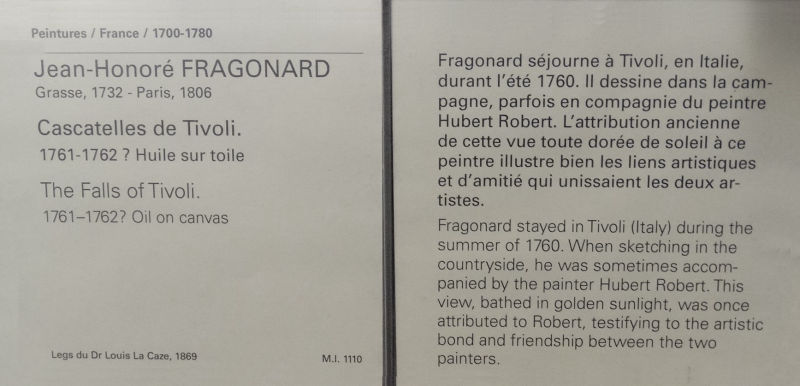 Peintures / France / 1700-1780
Jean-Honoré FRAGONARD
Grasse, 1732 - Paris, 1806
Cascatelles de Tivoli.
1761-1762 ? Huile sur toile
The Falls of Tivoli.
1761–1762? Oil on canvas
Legs du Dr Louis La Caze, 1869
M.I. 1110
Fragonard séjourne à Tivoli, en Italie,
durant l'été 1760. Il dessine dans la cam-
pagne, parfois en compagnie du peintre
Hubert Robert. L'attribution ancienne
de cette vue toute dorée de soleil à ce
peintre illustre bien les liens artistiques
et d'amitié qui unissaient les deux ar-
tistes.
Fragonard stayed in Tivoli (Italy) during the
summer of 1760. When sketching in the
countryside, he was sometimes accom-
panied by the painter Hubert Robert. This
view, bathed in golden sunlight, was once
attributed to Robert, testifying to the artistic
bond and friendship between the two
painters.